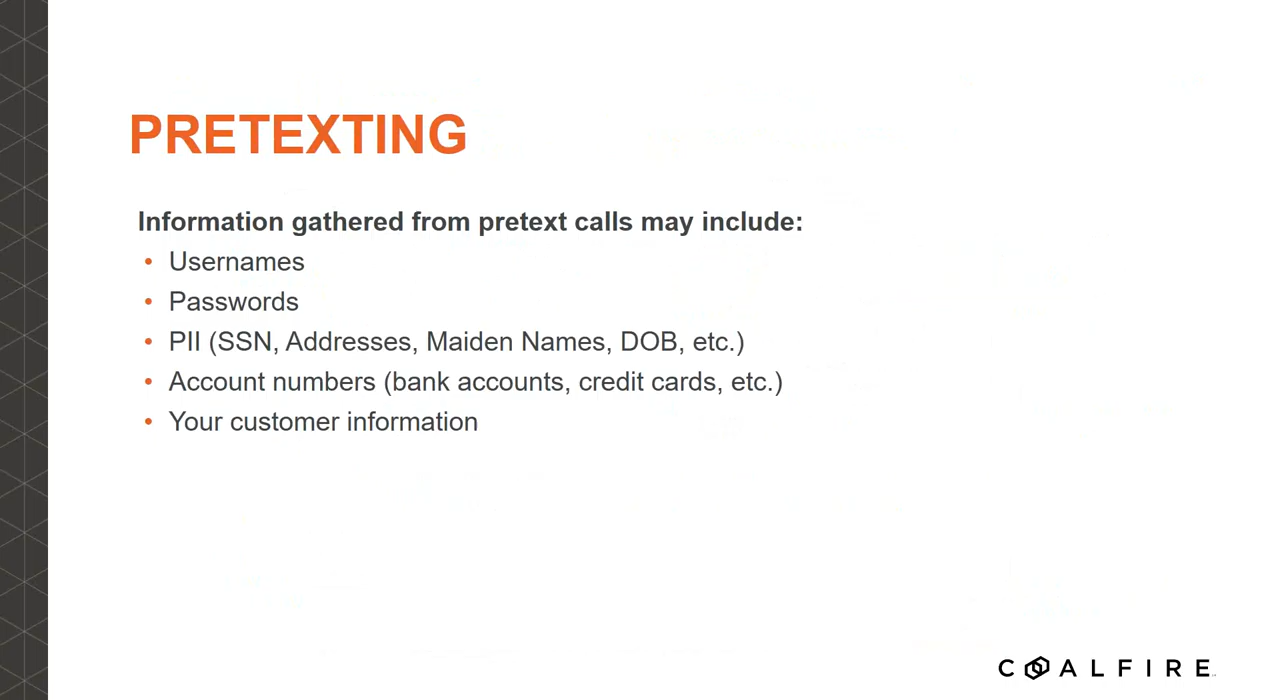 PRETEXTING
Information gathered from pretext calls may include:
• Usernames
• Passwords
• PII (SSN, Addresses, Maiden Names, DOB, etc.)
• Account numbers (bank accounts, credit cards, etc.)
• Your customer information
COALFIRE